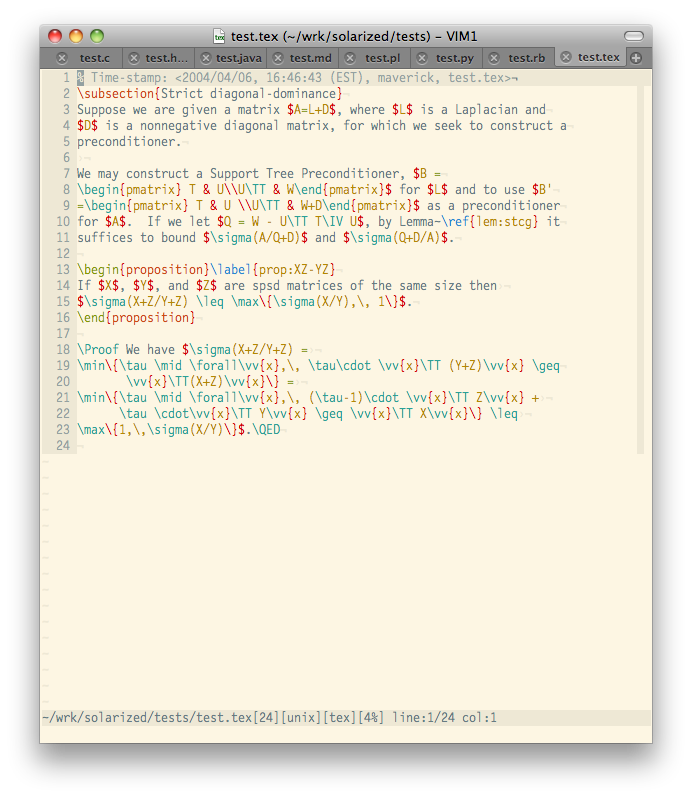 test.tex (~/wrk/solarized/tests) – VIM1
test.c test.h... test.java test.md test.pl test.py test.rb test.tex
1 % Time-stamp: <2004/04/06, 16:46:43 (EST), maverick, test.tex>¬
2 \subsection{Strict diagonal-dominance}¬
3 Suppose we are given a matrix $A=L+D$, where $L$ is a Laplacian and¬
4 $D$ is a nonnegative diagonal matrix, for which we seek to construct a¬
5 preconditioner.¬
6 ¬
7 We may construct a Support Tree Preconditioner, $B =¬
8 \begin{pmatrix} T & U\\U\TT & W\end{pmatrix}$ for $L$ and to use $B'¬
9 =\begin{pmatrix} T & U \\U\TT & W+D\end{pmatrix}$ as a preconditioner¬
10 for $A$.  If we let $Q = W - U\TT T\IV U$, by Lemma~\ref{lem:stcg} it¬
11 suffices to bound $\sigma(A/Q+D)$ and $\sigma(Q+D/A)$.¬
12 ¬
13 \begin{proposition}\label{prop:XZ-YZ}¬
14 If $X$, $Y$, and $Z$ are spsd matrices of the same size then¬
15 $\sigma(X+Z/Y+Z) \leq \max\{\sigma(X/Y),\, 1\}$.¬
16 \end{proposition}¬
17 ¬
18 \Proof We have $\sigma(X+Z/Y+Z) =¬
19 \min\{\tau \mid \forall\vv{x},\, \tau\cdot \vv{x}\TT (Y+Z)\vv{x} \geq¬
20 \vv{x}\TT(X+Z)\vv{x}\} =¬
21 \min\{\tau \mid \forall\vv{x},\, (\tau-1)\cdot \vv{x}\TT Z\vv{x} +¬
22 \tau \cdot\vv{x}\TT Y\vv{x} \geq \vv{x}\TT X\vv{x}\} \leq¬
23 \max\{1,\,\sigma(X/Y)\}$.\QED¬
24 ¬
~/wrk/solarized/tests/test.tex[24][unix][tex][4%] line:1/24 col:1